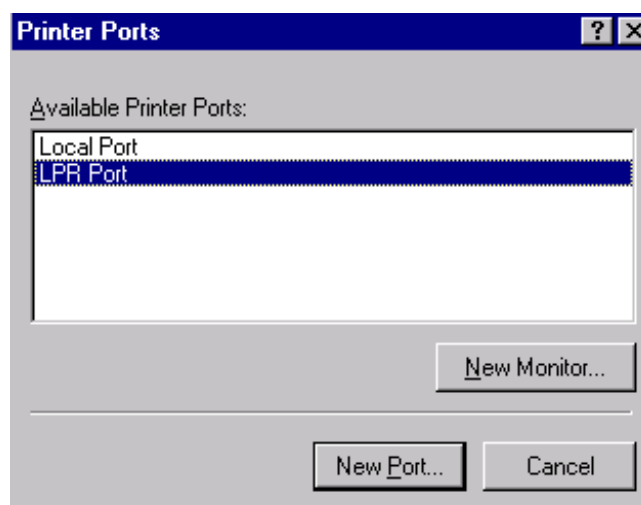 Printer Ports
Available Printer Ports:
Local Port
LPR Port
New Monitor...
New Port...
Cancel